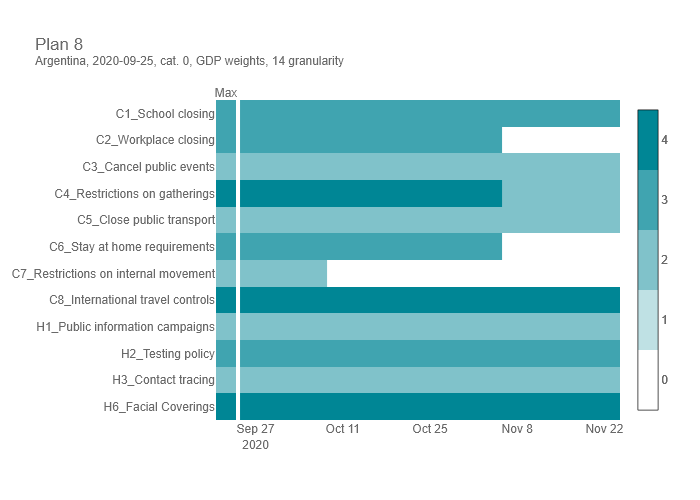 Plan 8
Argentina, 2020-09-25, cat. 0, GDP weights, 14 granularity
Max
C1_School closing
C2_Workplace closing
C3_Cancel public events
C4_Restrictions on gatherings
C5_Close public transport
C6_Stay at home requirements
C7_Restrictions on internal movement
C8_International travel controls
H1_Public information campaigns
H2_Testing policy
H3_Contact tracing
H6_Facial Coverings
Sep 27 Oct 11 Oct 25 Nov 8 Nov 22
2020
4
3
2
1
0